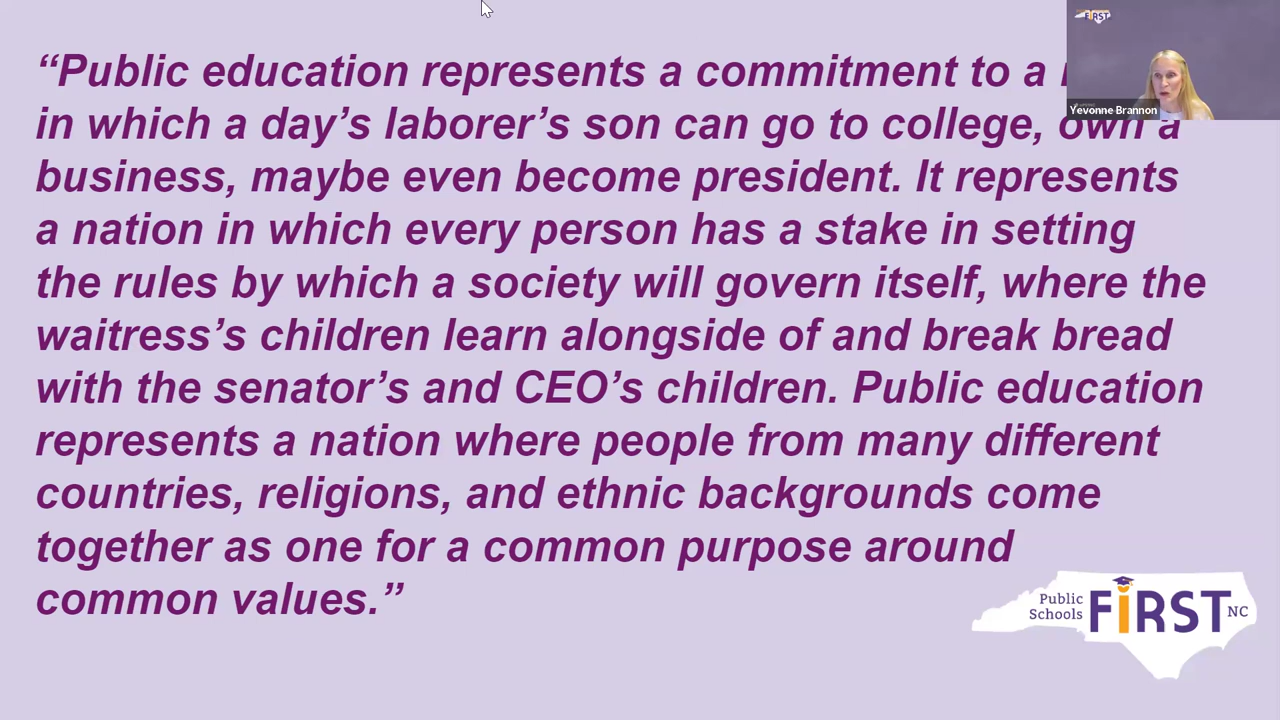 “Public education represents a commitment to a
in which a day’s laborer’s son can go to college, own a
business, maybe even become president. It represents
a nation in which every person has a stake in setting
the rules by which a society will govern itself, where the
waitress’s children learn alongside of and break bread
with the senator’s and CEO’s children. Public education
represents a nation where people from many different
countries, religions, and ethnic backgrounds come
together as one for a common purpose around
common values.”
FiRST
Yevonne Brannon
Public
Schools
FiRST NC